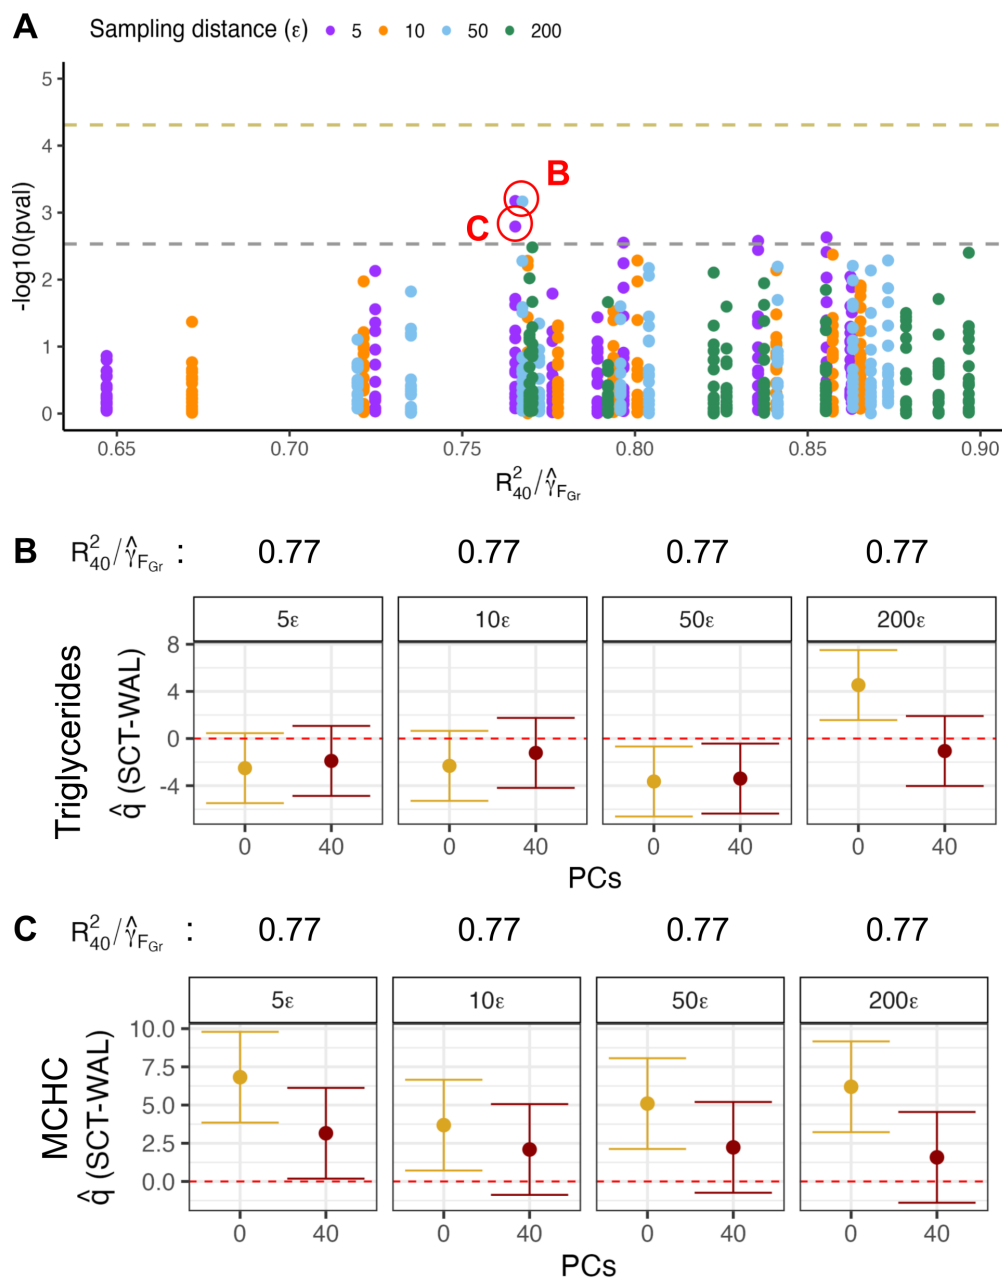 A
Sampling distance (ε) 5 10 50 200
5
4
3
2
1
0
-log10(pval)
B
C
0.65 0.70 0.75 0.80 0.85 0.90
R²₄₀/γ̂_F_Gr
B R²₄₀/γ̂_F_Gr : 0.77 0.77 0.77 0.77
5ε 10ε 50ε 200ε
Triglycerides
q̂ (SCT-WAL)
8
4
0
-4
0 40 0 40 0 40 0 40
PCs
C R²₄₀/γ̂_F_Gr : 0.77 0.77 0.77 0.77
5ε 10ε 50ε 200ε
MCHC
q̂ (SCT-WAL)
10.0
7.5
5.0
2.5
0.0
0 40 0 40 0 40 0 40
PCs